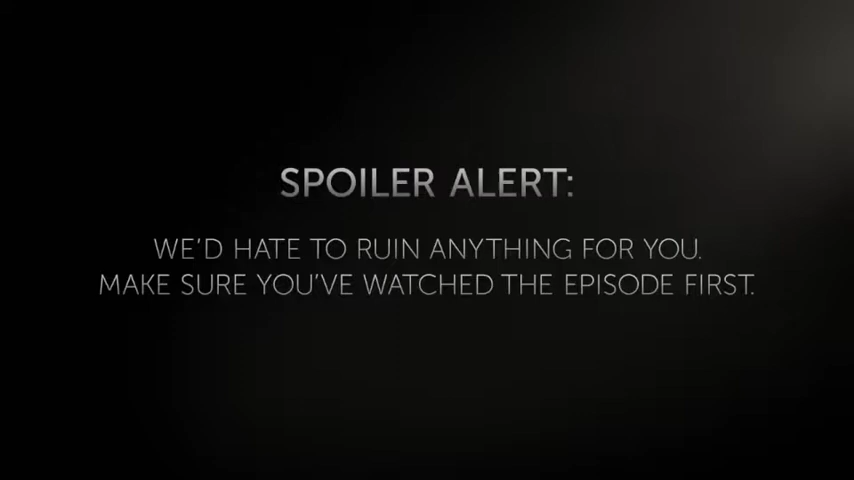 SPOILER ALERT:
WE'D HATE TO RUIN ANYTHING FOR YOU.
MAKE SURE YOU'VE WATCHED THE EPISODE FIRST.